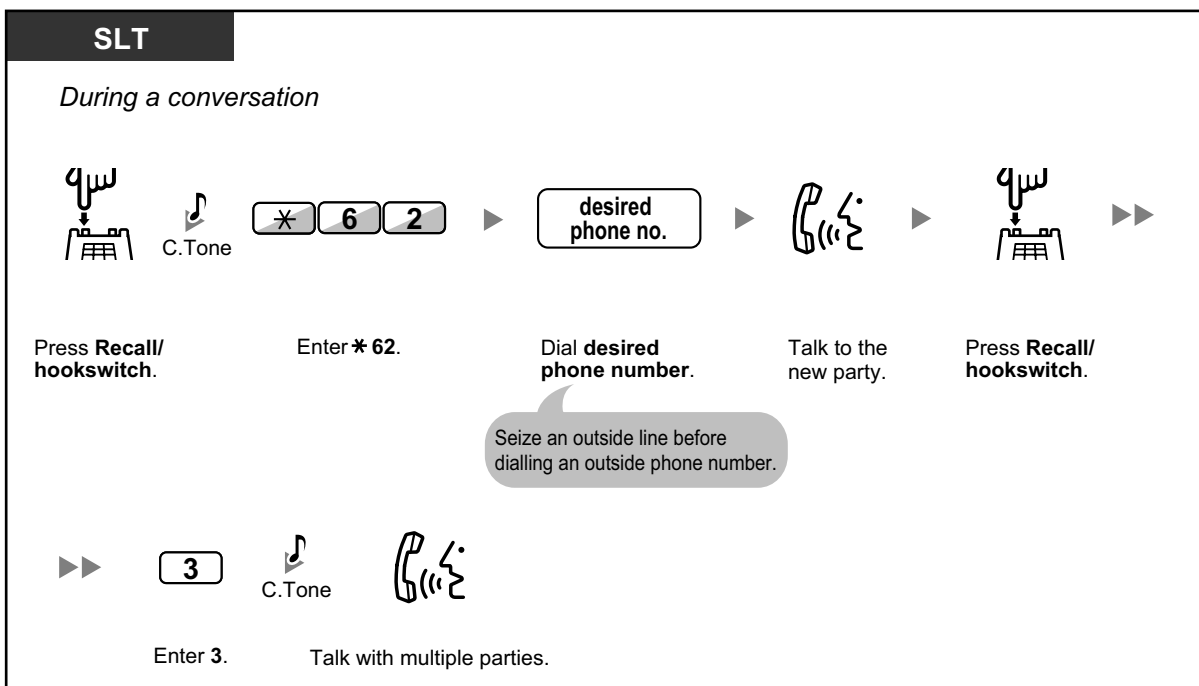 SLT
During a conversation
C.Tone
* 6 2
desired
phone no.
Press Recall/
hookswitch.
Enter * 62.
Dial desired
phone number.
Talk to the
new party.
Press Recall/
hookswitch.
Seize an outside line before
dialling an outside phone number.
3
C.Tone
Enter 3.
Talk with multiple parties.